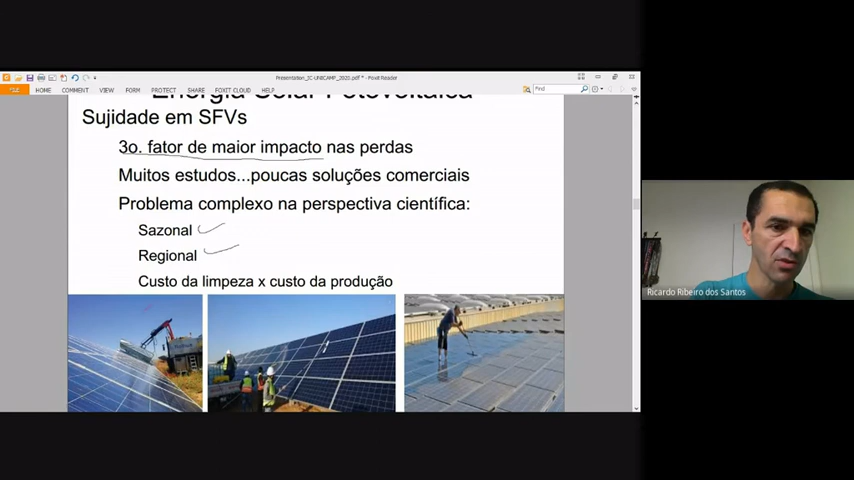 Presentation_IC-UNICAMP_2020.pdf * - Foxit Reader
FILE HOME COMMENT VIEW FORM PROTECT SHARE FOXIT CLOUD HELP
Find
Energia Solar Fotovoltaica
Sujidade em SFVs
3o. fator de maior impacto nas perdas
Muitos estudos...poucas soluções comerciais
Problema complexo na perspectiva científica:
Sazonal
Regional
Custo da limpeza x custo da produção
Ricardo Ribeiro dos Santos